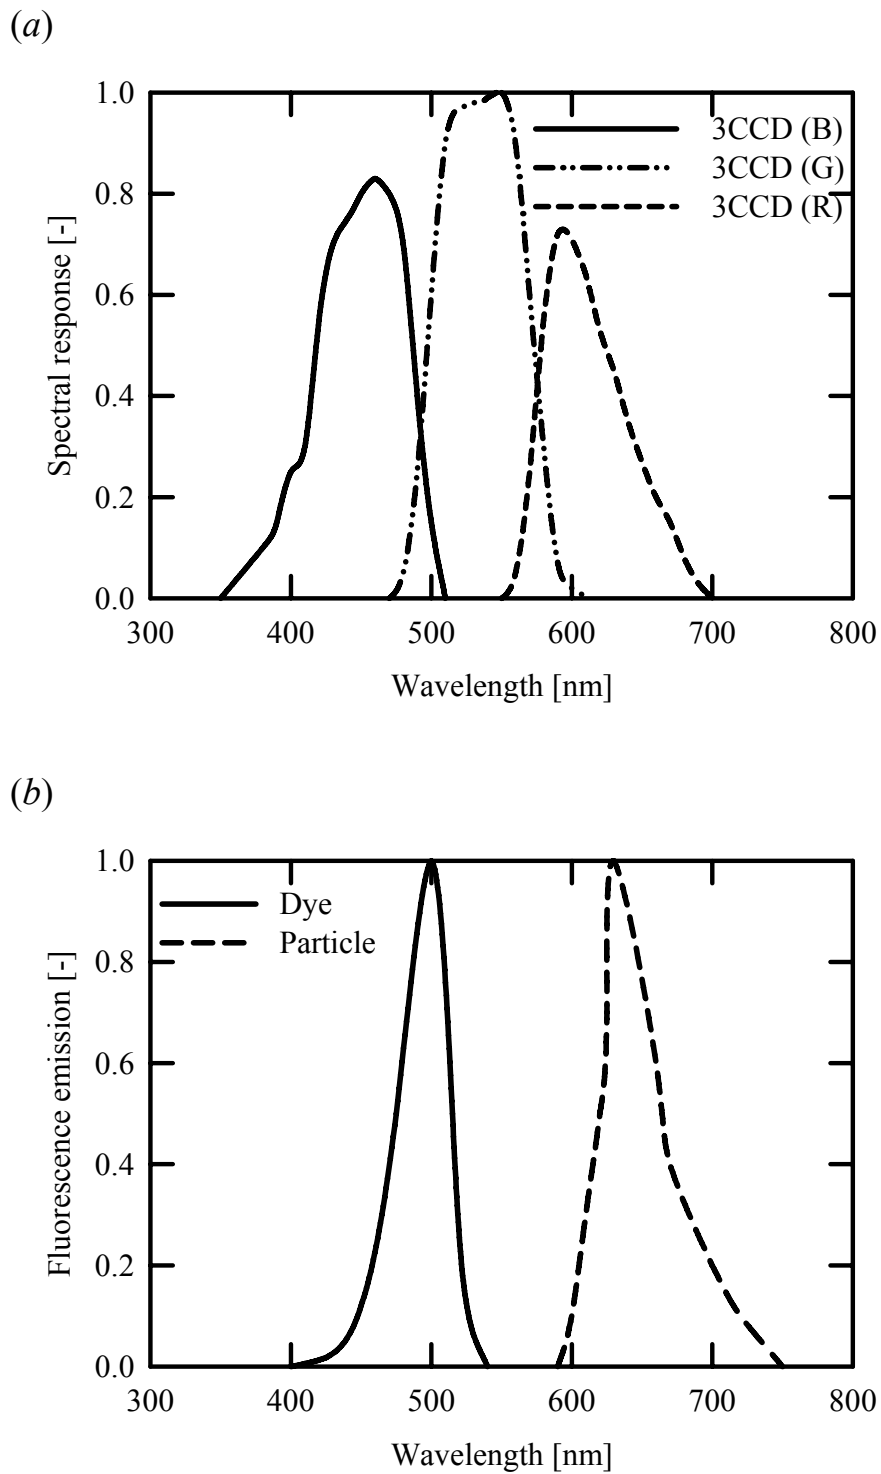 (a)
1.0
0.8
0.6
0.4
0.2
0.0
Spectral response [-]
3CCD (B)
3CCD (G)
3CCD (R)
300 400 500 600 700 800
Wavelength [nm]
(b)
1.0
0.8
0.6
0.4
0.2
0.0
Fluorescence emission [-]
Dye
Particle
300 400 500 600 700 800
Wavelength [nm]